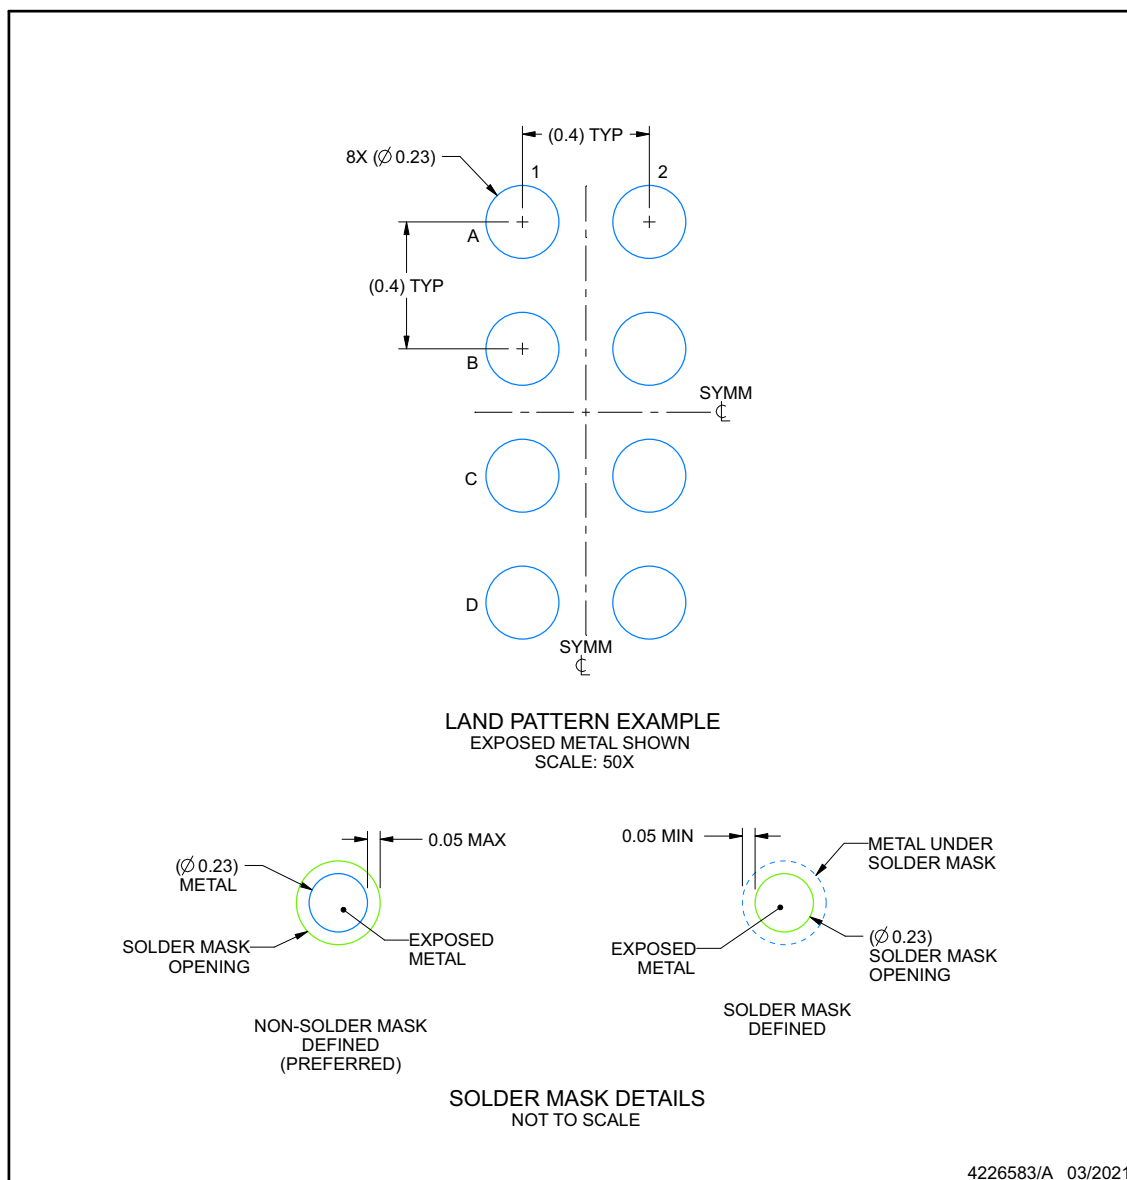 (0.4) TYP
8X (Ø 0.23)
1
2
A
(0.4) TYP
B
SYMM
℄
C
D
SYMM
℄
LAND PATTERN EXAMPLE
EXPOSED METAL SHOWN
SCALE: 50X
0.05 MAX
(Ø 0.23)
METAL
SOLDER MASK
OPENING
EXPOSED
METAL
NON-SOLDER MASK
DEFINED
(PREFERRED)
0.05 MIN
METAL UNDER
SOLDER MASK
EXPOSED
METAL
(Ø 0.23)
SOLDER MASK
OPENING
SOLDER MASK
DEFINED
SOLDER MASK DETAILS
NOT TO SCALE
4226583/A 03/2021